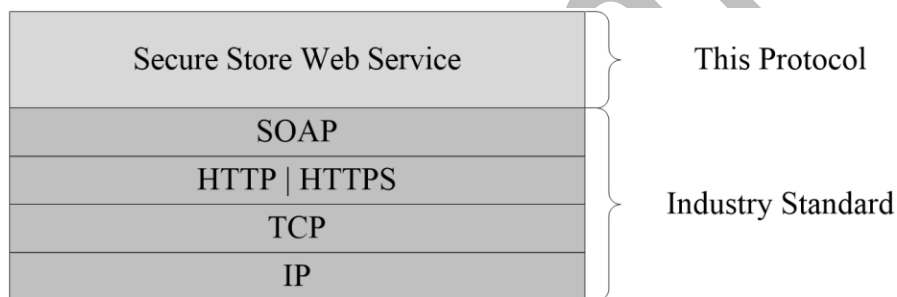 Secure Store Web Service
This Protocol
SOAP
HTTP | HTTPS
Industry Standard
TCP
IP